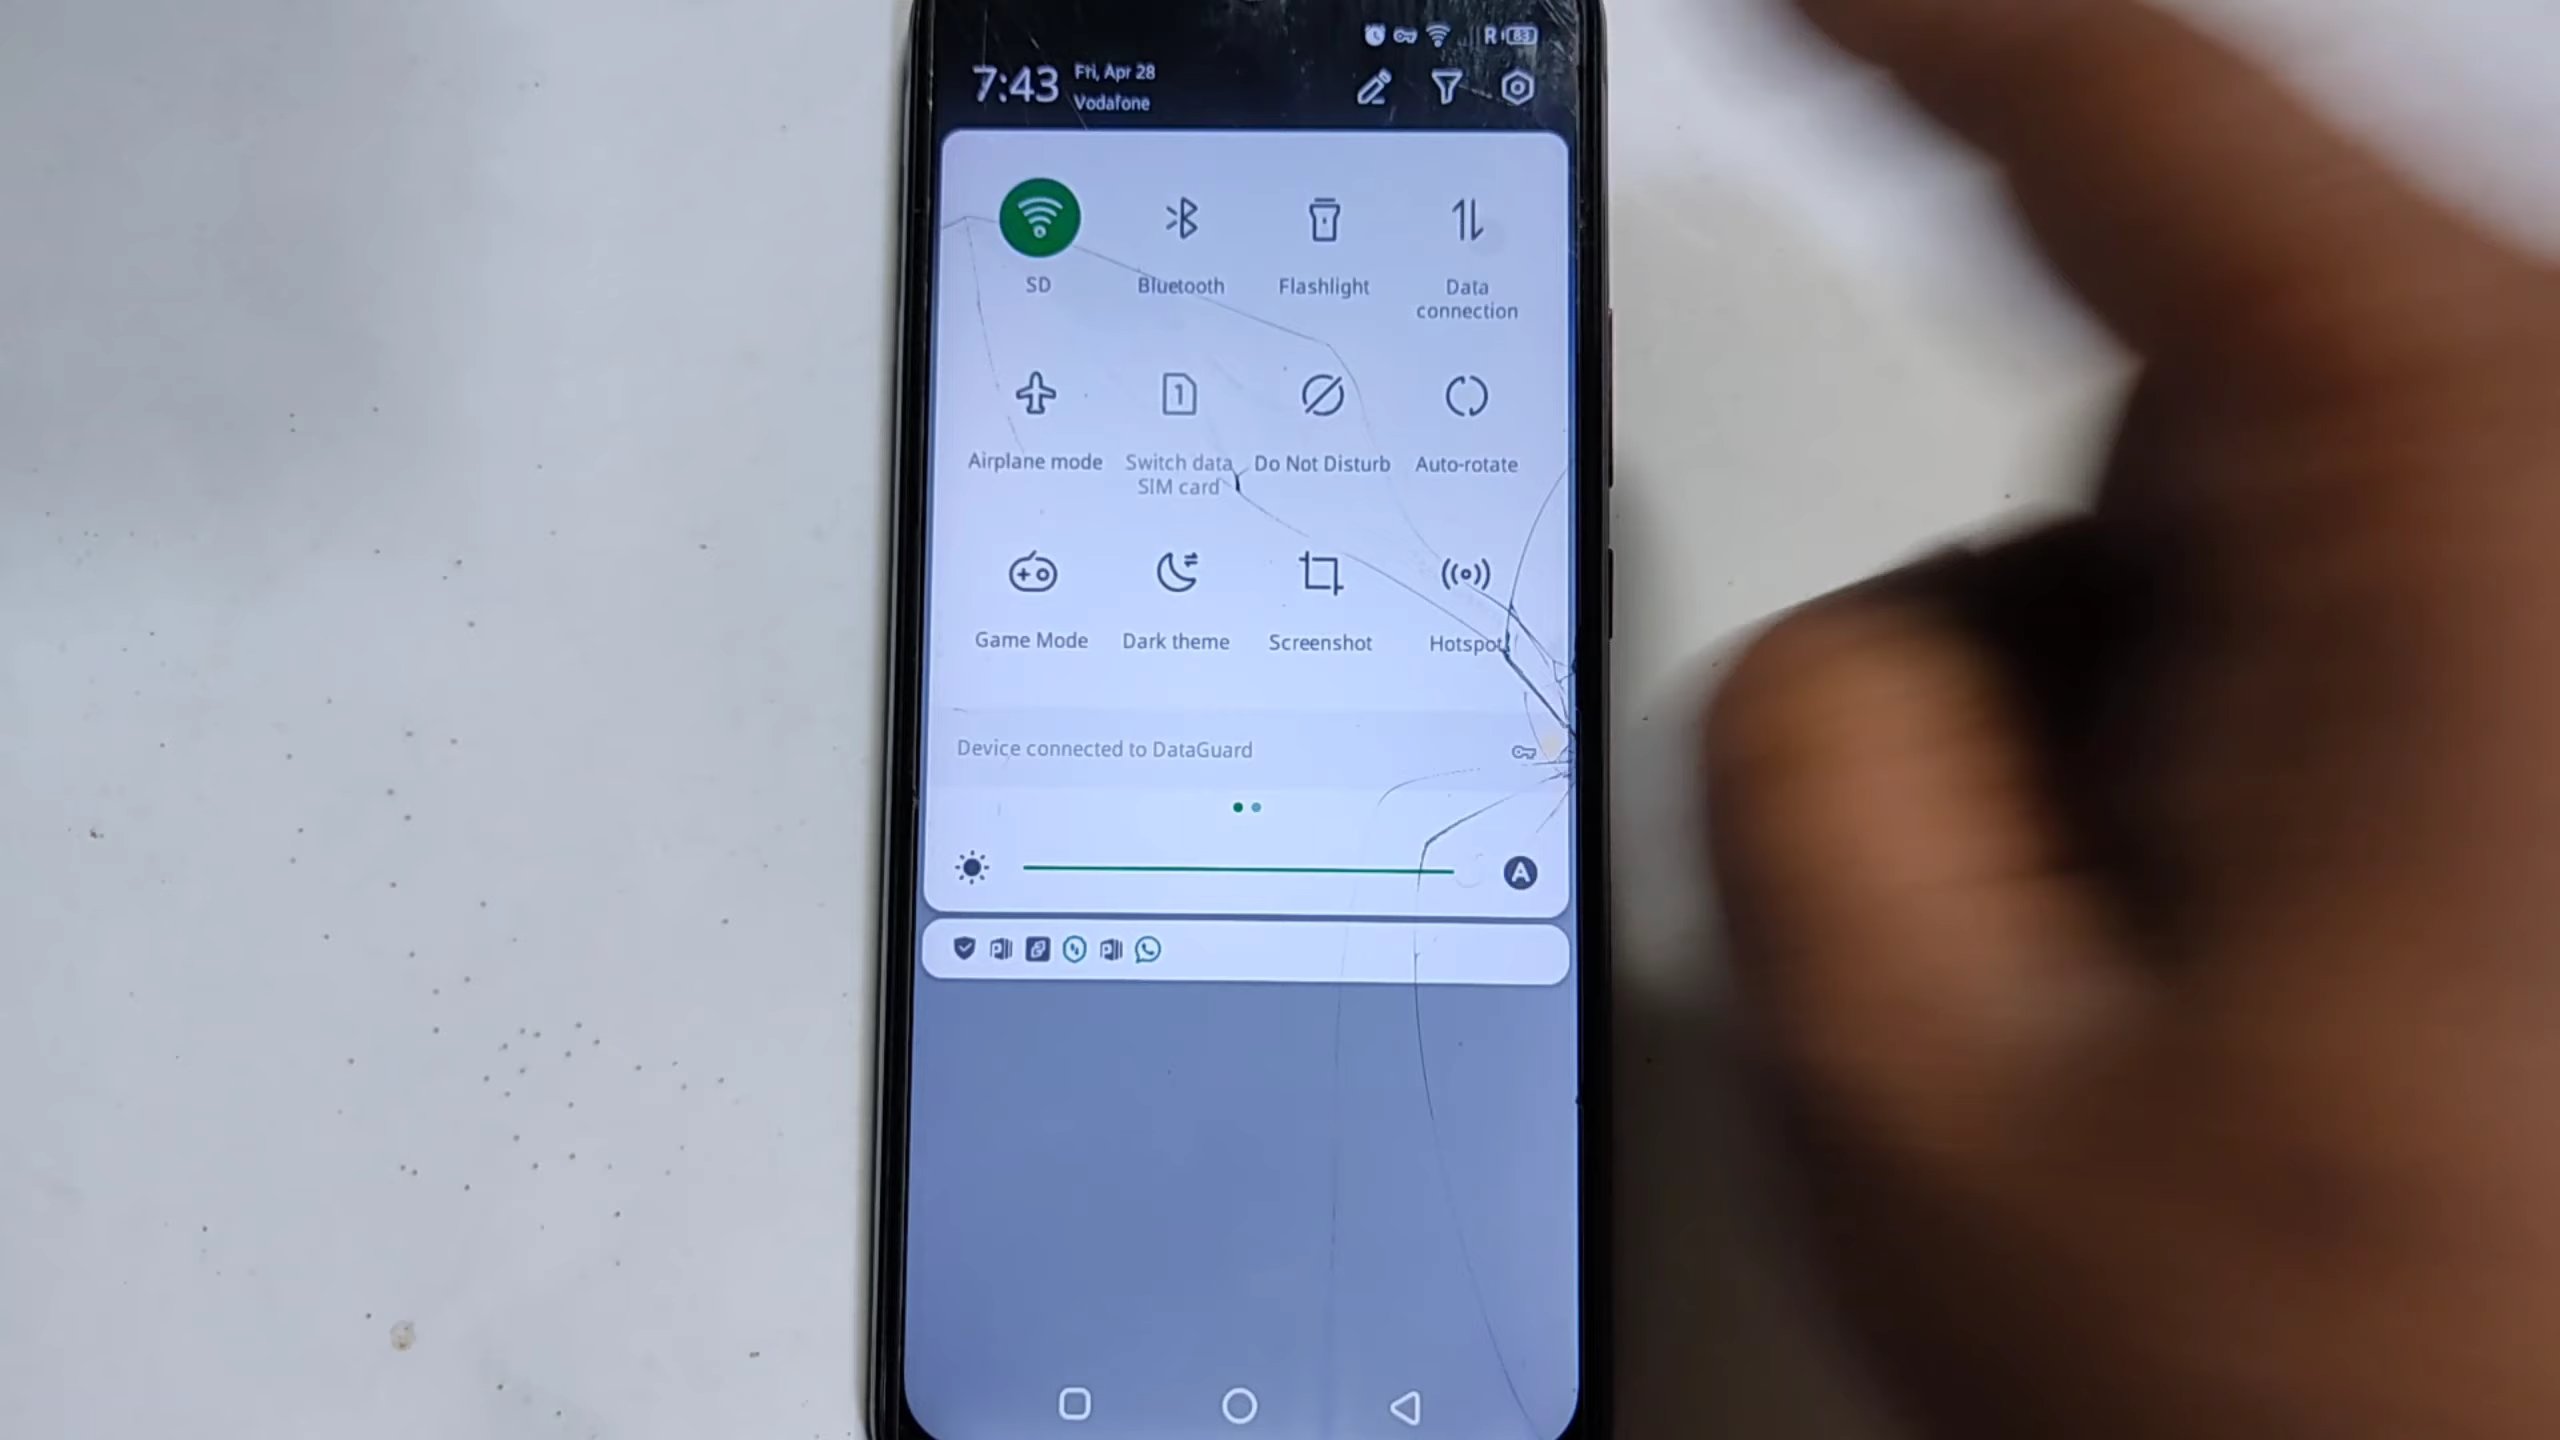 R 83
7:43 Fri, Apr 28
Vodafone
SD Bluetooth Flashlight Data
connection
Airplane mode Switch data Do Not Disturb Auto-rotate
SIM card
Game Mode Dark theme Screenshot Hotspot
Device connected to DataGuard
A